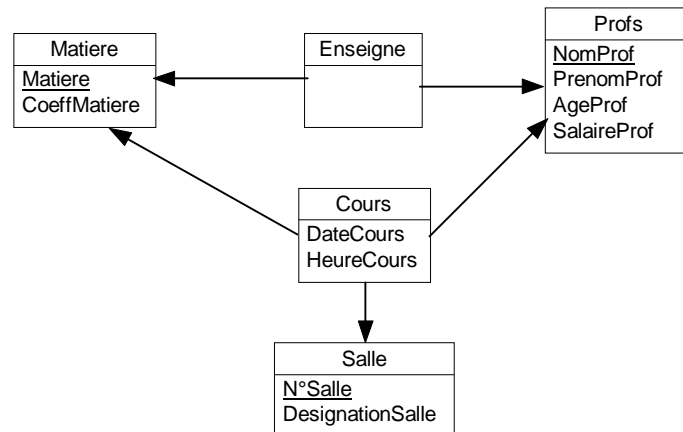 Matiere
Matiere
CoeffMatiere
Enseigne
Profs
NomProf
PrenomProf
AgeProf
SalaireProf
Cours
DateCours
HeureCours
Salle
N°Salle
DesignationSalle